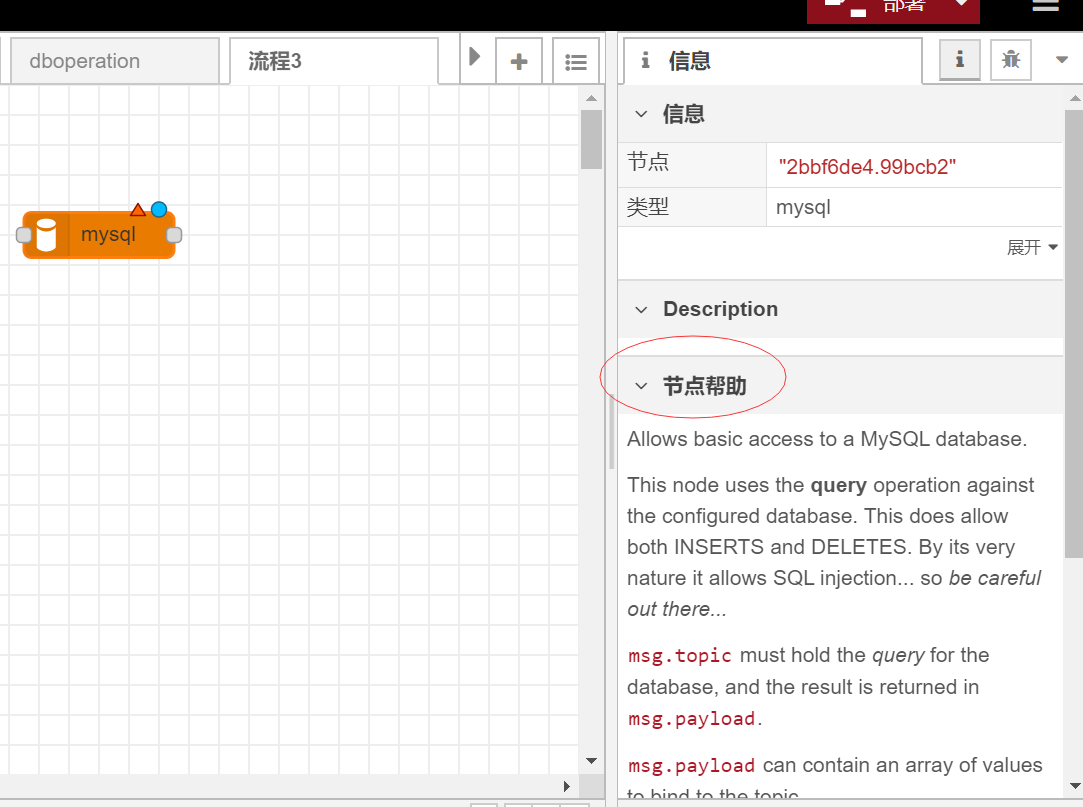 部署
dboperation
流程3
信息
信息
节点 "2bbf6de4.99bcb2"
类型 mysql
展开
Description
mysql
节点帮助
Allows basic access to a MySQL database.
This node uses the query operation against
the configured database. This does allow
both INSERTS and DELETES. By its very
nature it allows SQL injection... so be careful
out there...
msg.topic must hold the query for the
database, and the result is returned in
msg.payload.
msg.payload can contain an array of values
to bind to the topic.